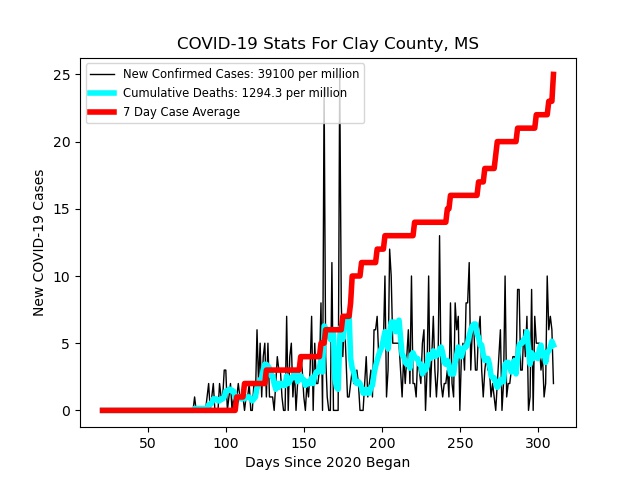 COVID-19 Stats For Clay County, MS
New Confirmed Cases: 39100 per million
Cumulative Deaths: 1294.3 per million
7 Day Case Average
New COVID-19 Cases
25
20
15
10
5
0
50 100 150 200 250 300
Days Since 2020 Began